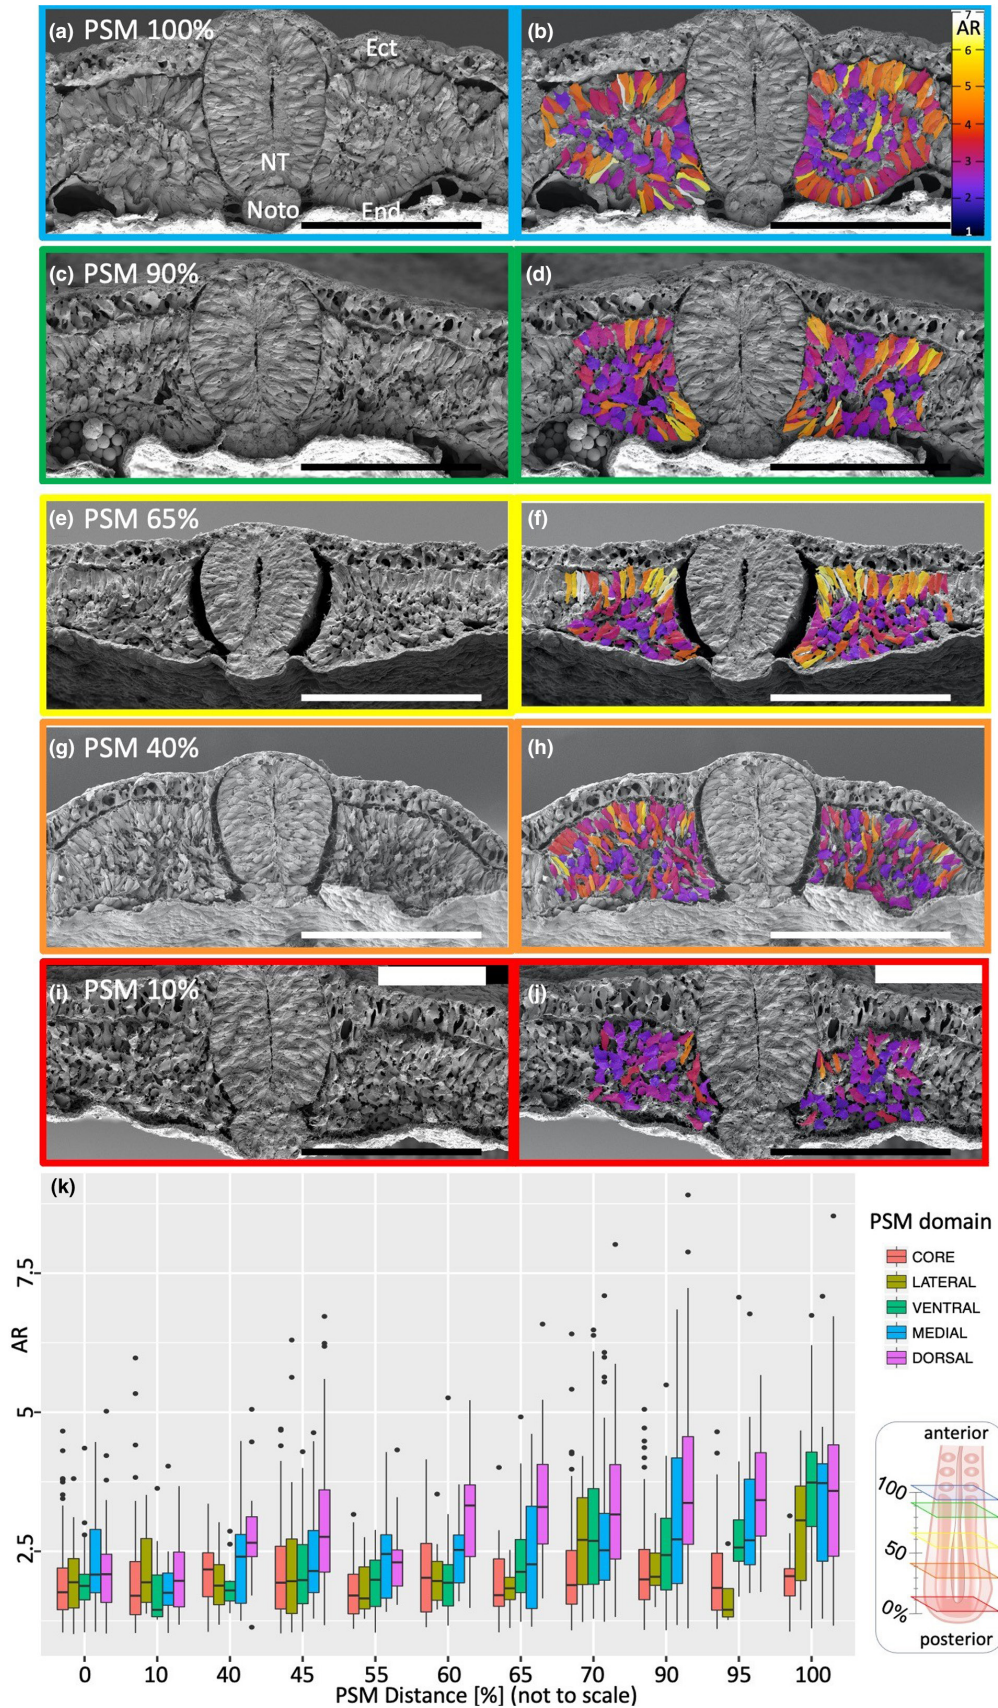 (a) PSM 100%
Ect
NT
Noto
End
(b)
7
AR
6
5
4
3
2
1
(c) PSM 90%
(d)
(e) PSM 65%
(f)
(g) PSM 40%
(h)
(i) PSM 10%
(j)
(k)
AR
7.5
5
2.5
0 10 40 45 55 60 65 70 90 95 100
PSM Distance [%] (not to scale)
PSM domain
CORE
LATERAL
VENTRAL
MEDIAL
DORSAL
anterior
100
50
0%
posterior